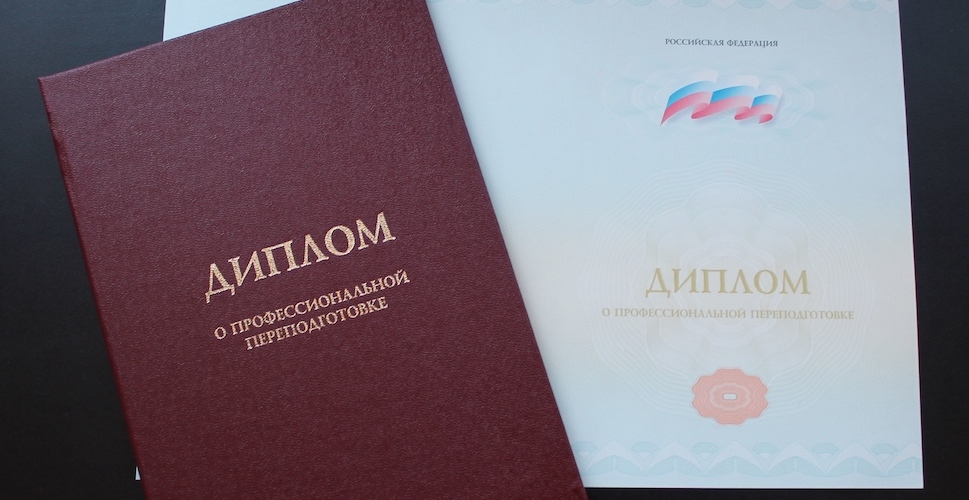 ДИПЛОМ
О ПРОФЕССИОНАЛЬНОЙ
ПЕРЕПОДГОТОВКЕ
РОССИЙСКАЯ ФЕДЕРАЦИЯ
ДИПЛОМ
О ПРОФЕССИОНАЛЬНОЙ ПЕРЕПОДГОТОВКЕ